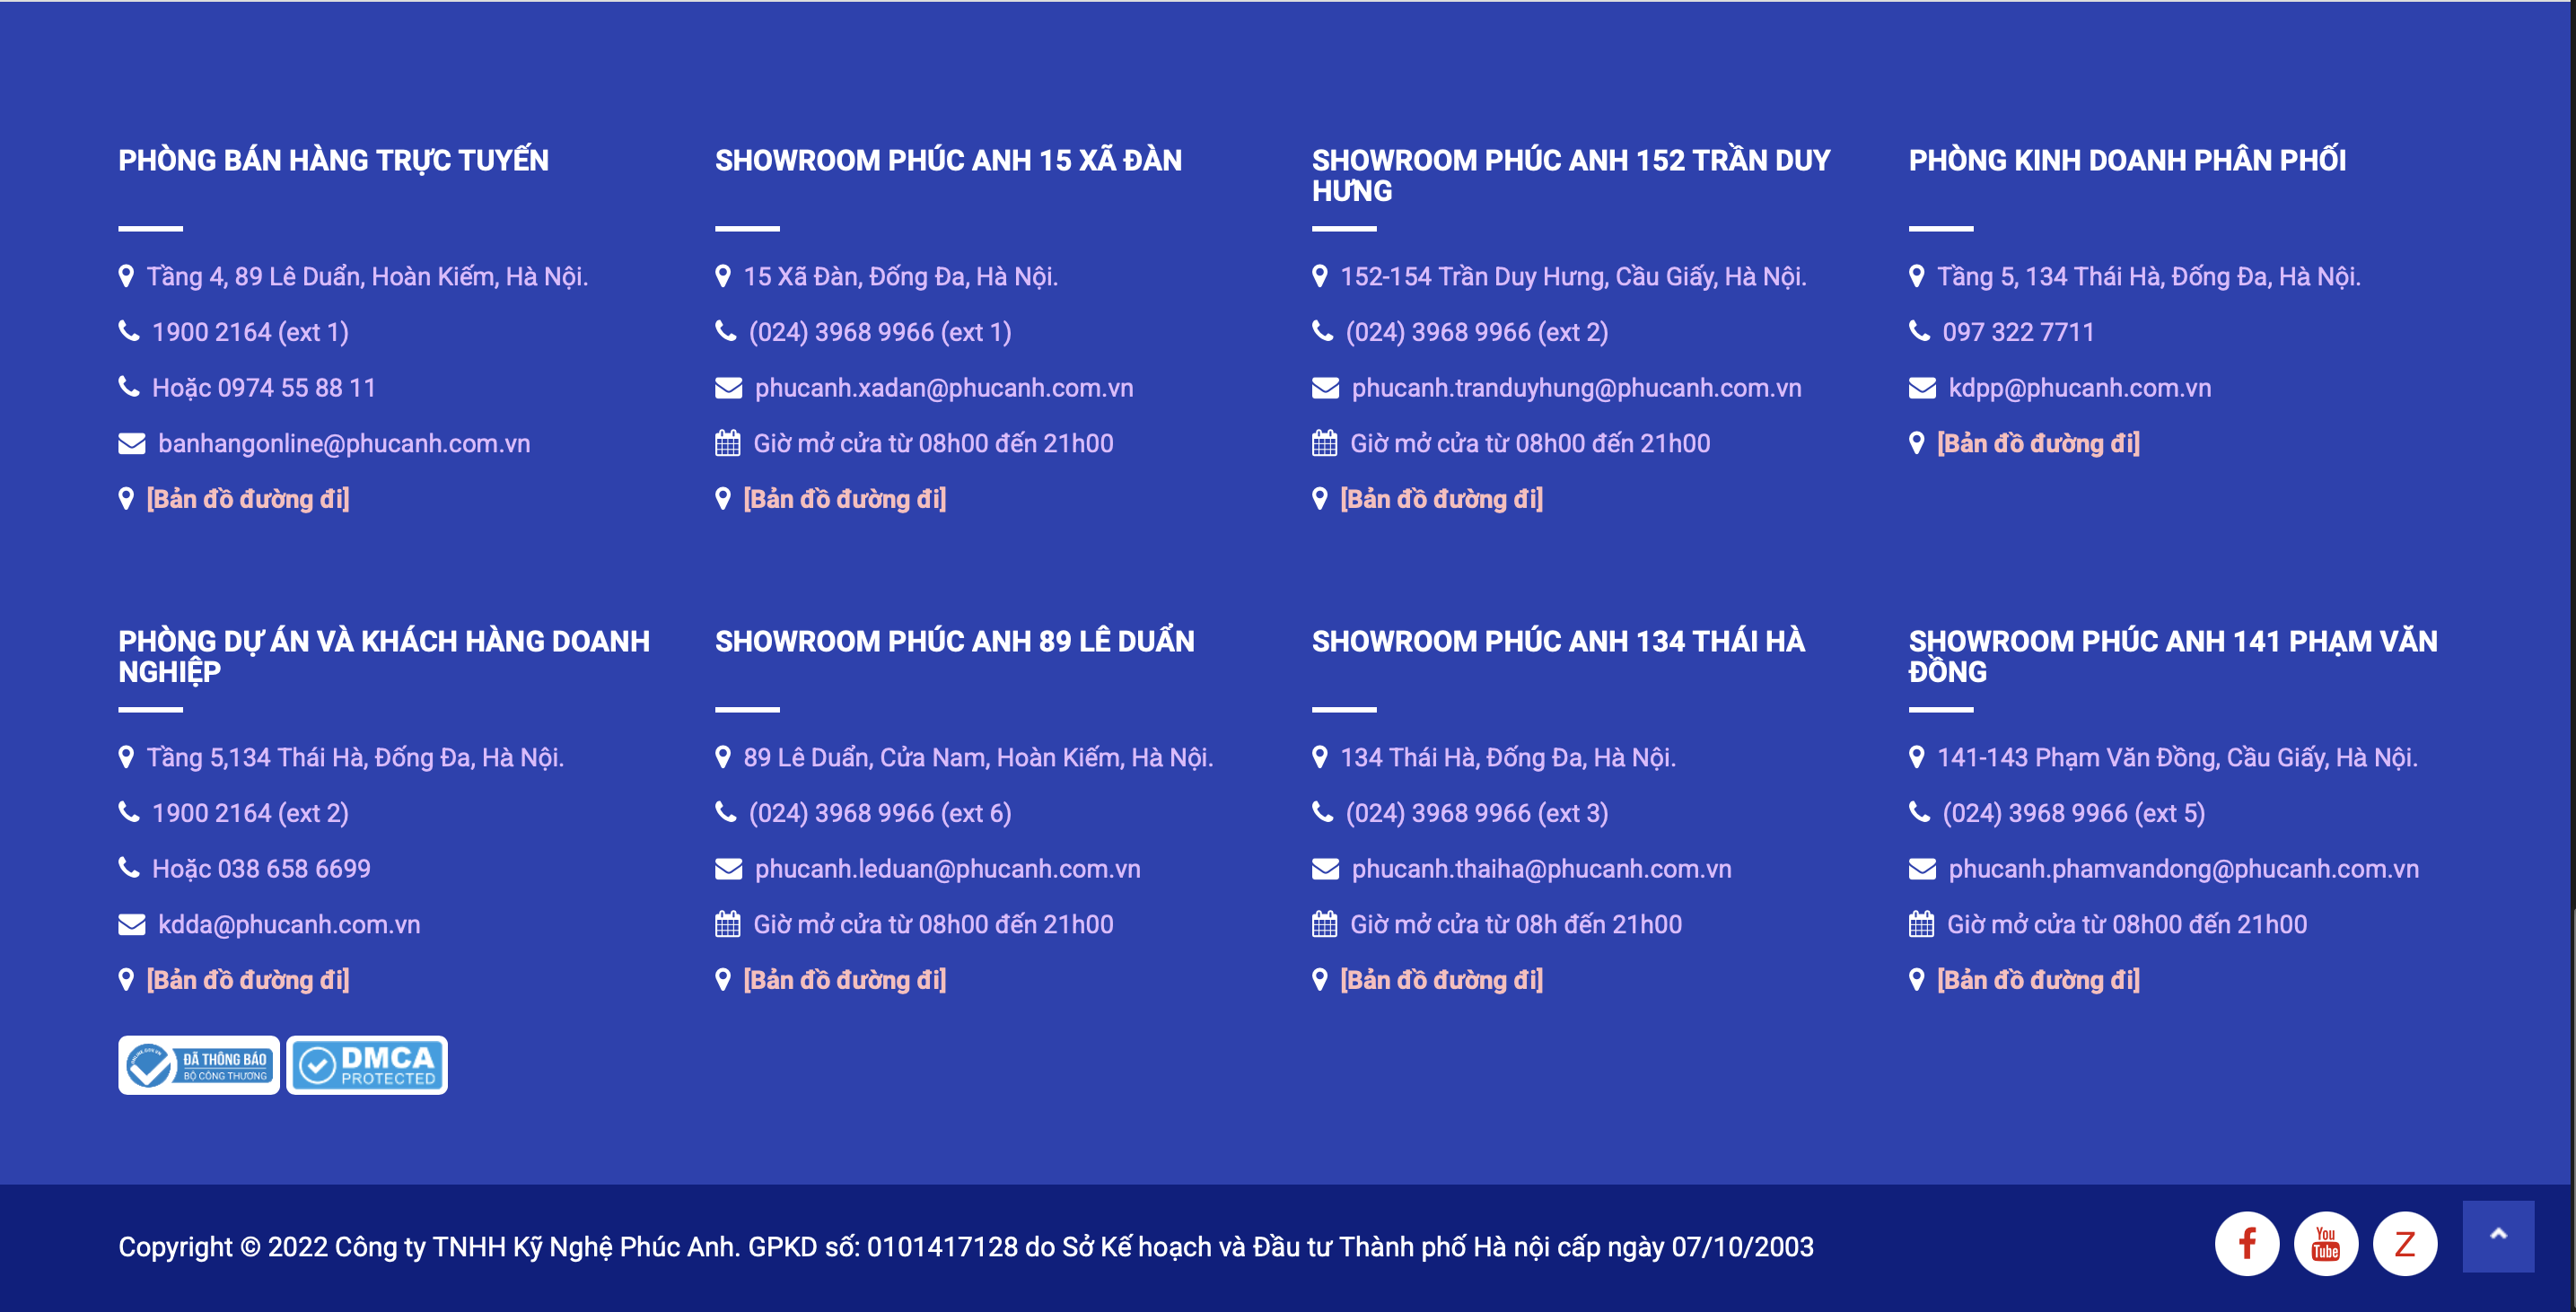 PHÒNG BÁN HÀNG TRỰC TUYẾN
Tầng 4, 89 Lê Duẩn, Hoàn Kiếm, Hà Nội.
1900 2164 (ext 1)
Hoặc 0974 55 88 11
banhangonline@phucanh.com.vn
[Bản đồ đường đi]
SHOWROOM PHÚC ANH 15 XÃ ĐÀN
15 Xã Đàn, Đống Đa, Hà Nội.
(024) 3968 9966 (ext 1)
phucanh.xadan@phucanh.com.vn
Giờ mở cửa từ 08h00 đến 21h00
[Bản đồ đường đi]
SHOWROOM PHÚC ANH 152 TRẦN DUY
HƯNG
152-154 Trần Duy Hưng, Cầu Giấy, Hà Nội.
(024) 3968 9966 (ext 2)
phucanh.tranduyhung@phucanh.com.vn
Giờ mở cửa từ 08h00 đến 21h00
[Bản đồ đường đi]
PHÒNG KINH DOANH PHÂN PHỐI
Tầng 5, 134 Thái Hà, Đống Đa, Hà Nội.
097 322 7711
kdpp@phucanh.com.vn
[Bản đồ đường đi]
PHÒNG DỰ ÁN VÀ KHÁCH HÀNG DOANH
NGHIỆP
Tầng 5,134 Thái Hà, Đống Đa, Hà Nội.
1900 2164 (ext 2)
Hoặc 038 658 6699
kdda@phucanh.com.vn
[Bản đồ đường đi]
SHOWROOM PHÚC ANH 89 LÊ DUẨN
89 Lê Duẩn, Cửa Nam, Hoàn Kiếm, Hà Nội.
(024) 3968 9966 (ext 6)
phucanh.leduan@phucanh.com.vn
Giờ mở cửa từ 08h00 đến 21h00
[Bản đồ đường đi]
SHOWROOM PHÚC ANH 134 THÁI HÀ
134 Thái Hà, Đống Đa, Hà Nội.
(024) 3968 9966 (ext 3)
phucanh.thaiha@phucanh.com.vn
Giờ mở cửa từ 08h đến 21h00
[Bản đồ đường đi]
SHOWROOM PHÚC ANH 141 PHẠM VĂN
ĐỒNG
141-143 Phạm Văn Đồng, Cầu Giấy, Hà Nội.
(024) 3968 9966 (ext 5)
phucanh.phamvandong@phucanh.com.vn
Giờ mở cửa từ 08h00 đến 21h00
[Bản đồ đường đi]
ĐÃ THÔNG BÁO
BỘ CÔNG THƯƠNG
DMCA
PROTECTED
Copyright © 2022 Công ty TNHH Kỹ Nghệ Phúc Anh. GPKD số: 0101417128 do Sở Kế hoạch và Đầu tư Thành phố Hà nội cấp ngày 07/10/2003
f
You
Tube
Z